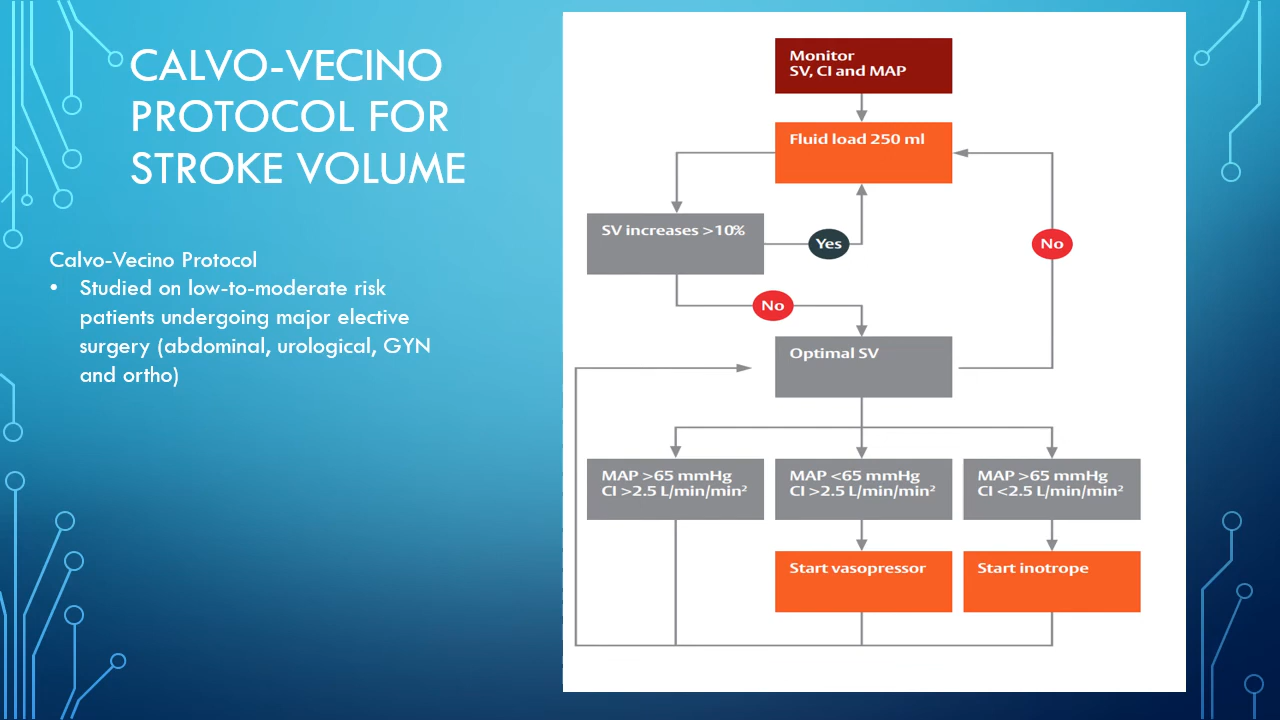 CALVO-VECINO
PROTOCOL FOR
STROKE VOLUME
Calvo-Vecino Protocol
• Studied on low-to-moderate risk
patients undergoing major elective
surgery (abdominal, urological, GYN
and ortho)
Monitor
SV, CI and MAP
Fluid load 250 ml
SV increases >10%
Yes
No
No
Optimal SV
MAP >65 mmHg
CI >2.5 L/min/min²
MAP <65 mmHg
CI >2.5 L/min/min²
MAP >65 mmHg
CI <2.5 L/min/min²
Start vasopressor
Start inotrope